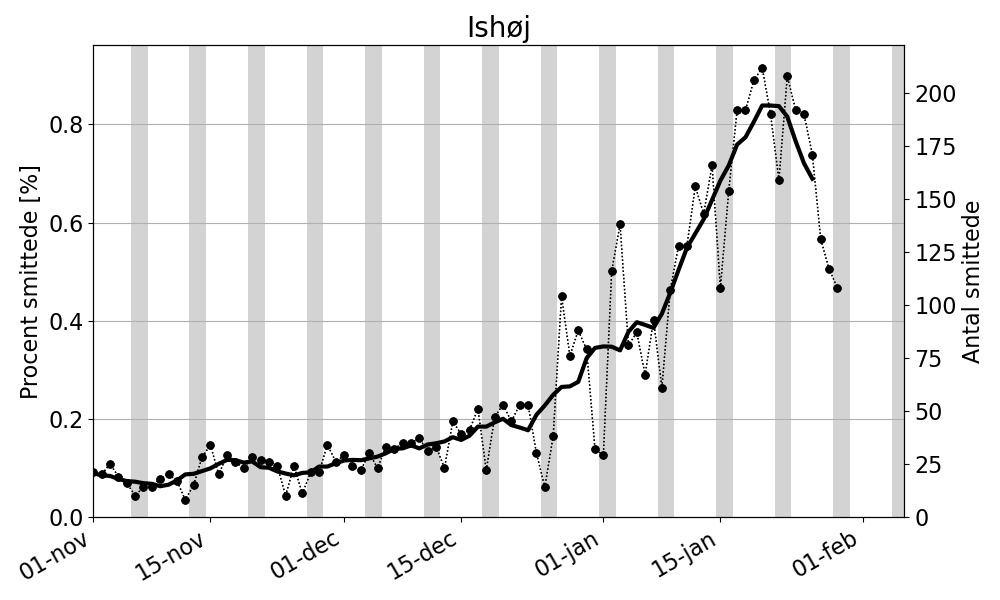 Ishøj
Procent smittede [%]
0.8
0.6
0.4
0.2
0.0
200
175
150
125
100
75
50
25
0
Antal smittede
01-nov
15-nov
01-dec
15-dec
01-jan
15-jan
01-feb